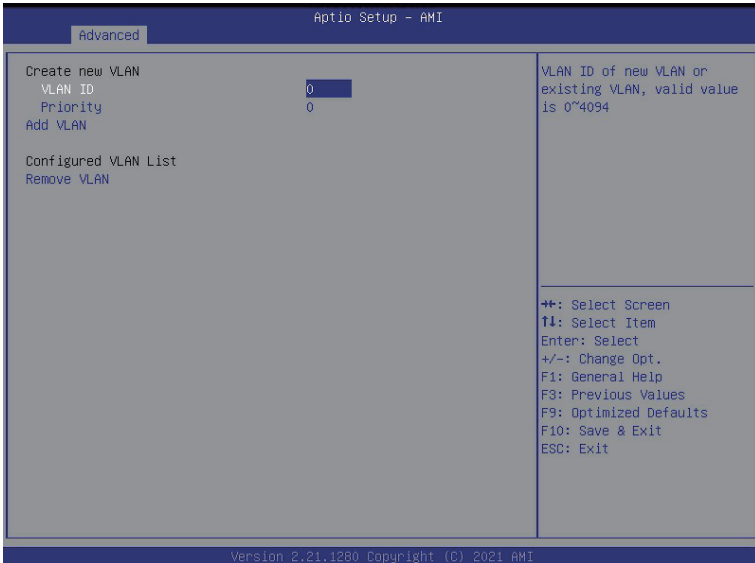 Aptio Setup – AMI
Advanced
Create new VLAN
VLAN ID 0
Priority 0
Add VLAN
Configured VLAN List
Remove VLAN
VLAN ID of new VLAN or
existing VLAN, valid value
is 0~4094
→←: Select Screen
↑↓: Select Item
Enter: Select
+/-: Change Opt.
F1: General Help
F3: Previous Values
F9: Optimized Defaults
F10: Save & Exit
ESC: Exit
Version 2.21.1280 Copyright (C) 2021 AMI